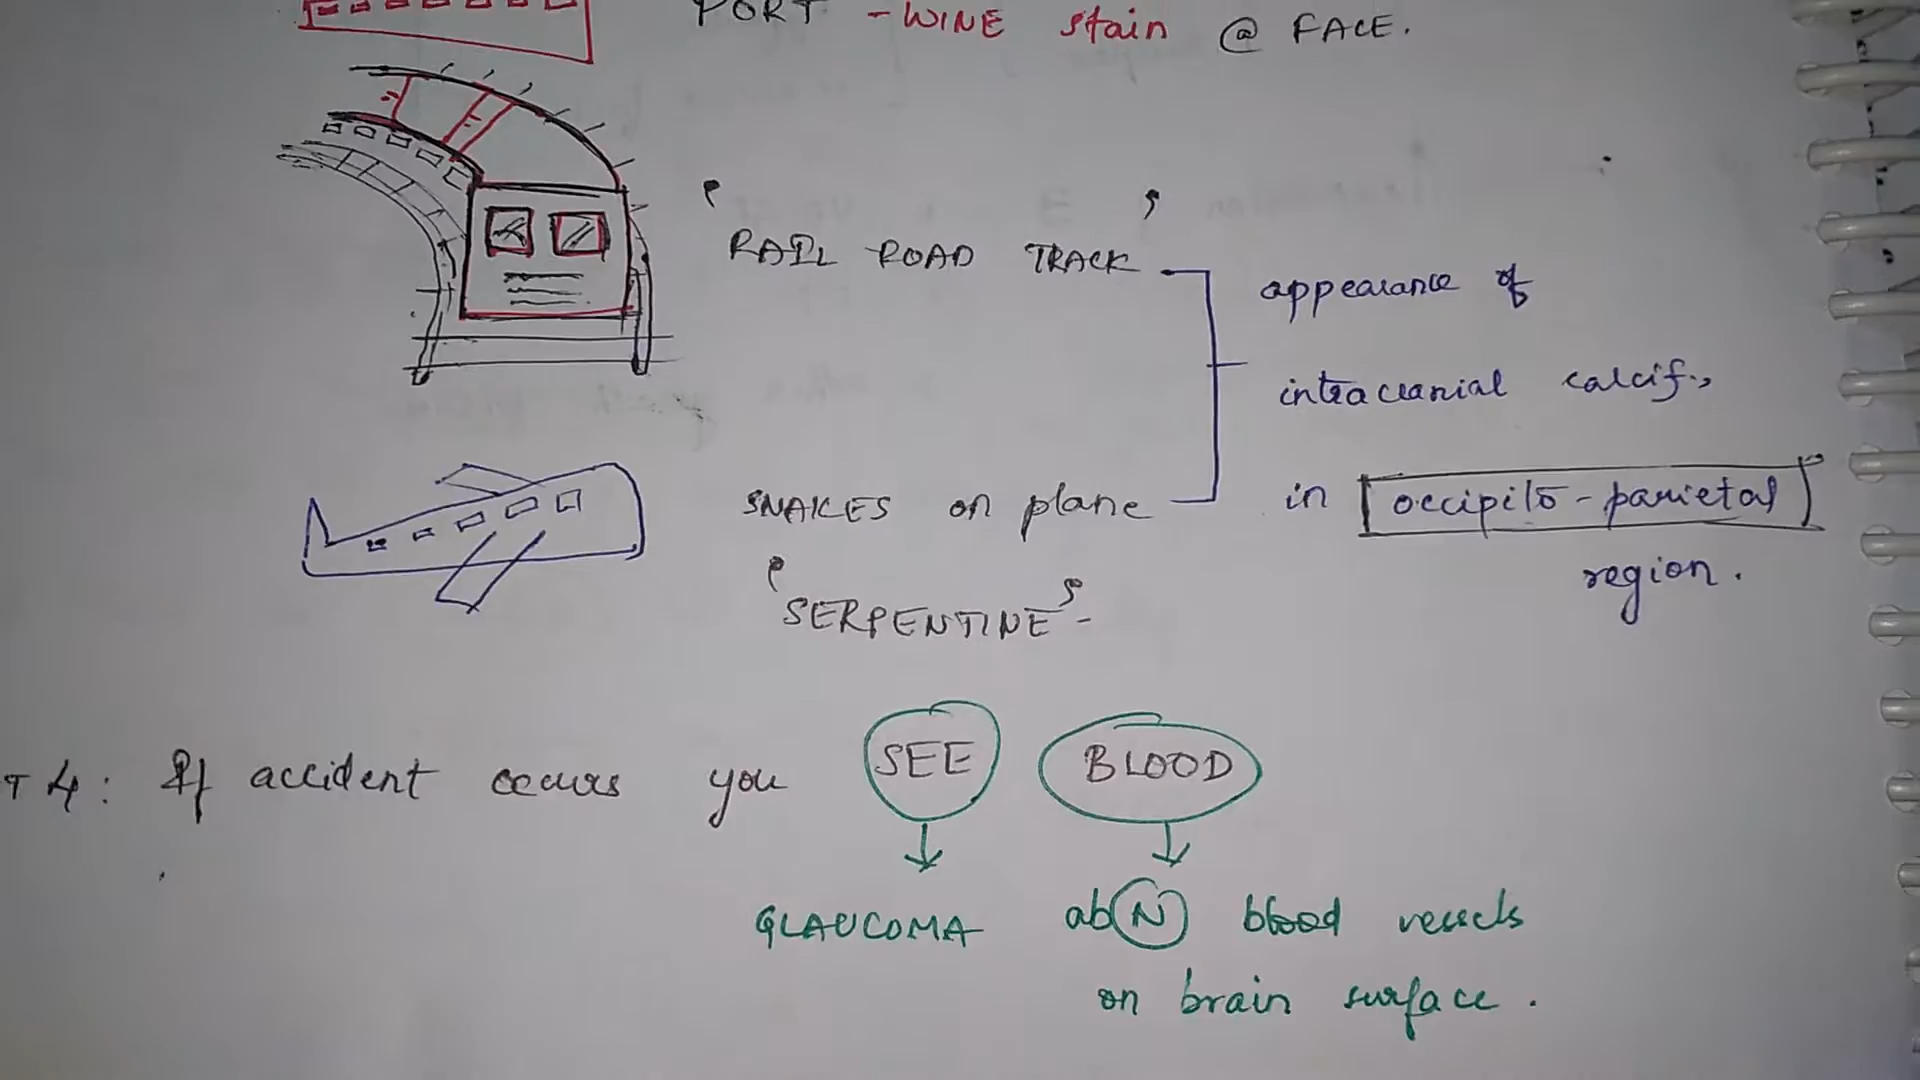 PORT - WINE stain @ FACE.
' RAIL ROAD TRACK '
appearance of
intracranial calcif.,
SNAKES on plane
in occipito - parietal
region.
' SERPENTINE ' -
T 4 : If accident occurs you SEE BLOOD
GLAUCOMA abN blood vessels
on brain surface .